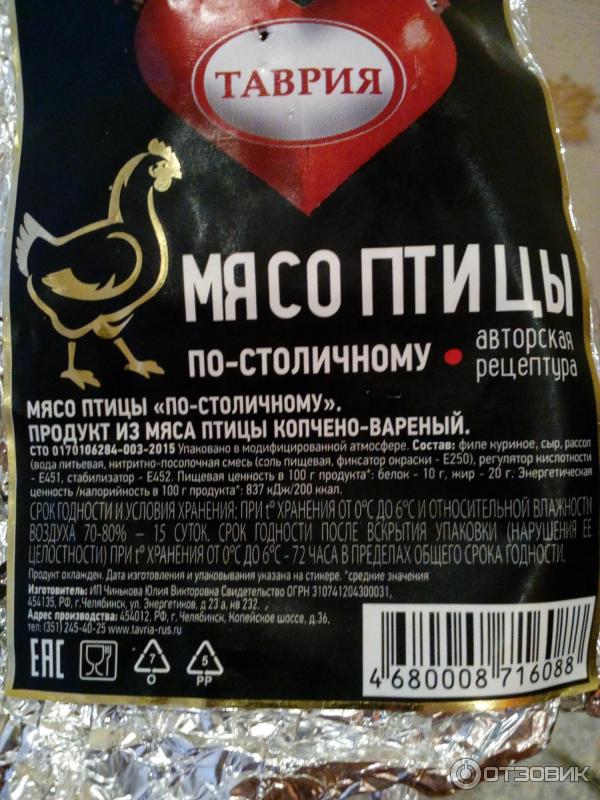 ТАВРИЯ
МЯСО ПТИЦЫ
ПО-СТОЛИЧНОМУ • авторская
рецептура
МЯСО ПТИЦЫ «ПО-СТОЛИЧНОМУ».
ПРОДУКТ ИЗ МЯСА ПТИЦЫ КОПЧЕНО-ВАРЕНЫЙ.
СТО 0170106284-003-2015 Упаковано в модифицированной атмосфере. Состав: филе куриное, сыр, рассол
(вода питьевая, нитритно-посолочная смесь (соль пищевая, фиксатор окраски - Е250), регулятор кислотности
- Е451, стабилизатор - Е452. Пищевая ценность в 100 г продукта*: белок - 10 г, жир - 20 г. Энергетическая
ценность /калорийность в 100 г продукта*: 837 кДж/200 ккал.
СРОК ГОДНОСТИ И УСЛОВИЯ ХРАНЕНИЯ: ПРИ t° ХРАНЕНИЯ ОТ 0°С ДО 6°С И ОТНОСИТЕЛЬНОЙ ВЛАЖНОСТИ
ВОЗДУХА 70-80% – 15 СУТОК. СРОК ГОДНОСТИ ПОСЛЕ ВСКРЫТИЯ УПАКОВКИ (НАРУШЕНИЯ ЕЕ
ЦЕЛОСТНОСТИ) ПРИ t° ХРАНЕНИЯ ОТ 0°С ДО 6°С - 72 ЧАСА В ПРЕДЕЛАХ ОБЩЕГО СРОКА ГОДНОСТИ.
Продукт охлажден. Дата изготовления и упаковывания указана на стикере. *средние значения
Изготовитель: ИП Чинькова Юлия Викторовна Свидетельство ОГРН 310741204300031,
454135, РФ, г. Челябинск, ул. Энергетиков, д 23 а, кв 232.
Адрес производства: 454012, РФ, г. Челябинск, Копейское шоссе, д.36,
тел: (351) 245-40-25 www.tavria-rus.ru
EAC
7
O
5
PP
4 680008 716088
ОТЗОВИК